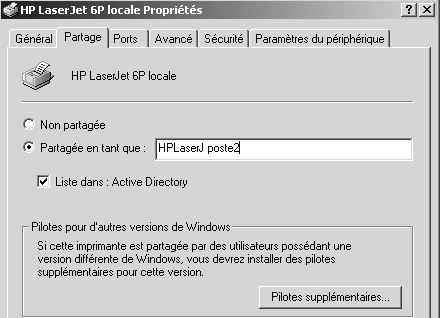 HP LaserJet 6P locale Propriétés
Général Partage Ports Avancé Sécurité Paramètres du périphérique
HP LaserJet 6P locale
Non partagée
Partagée en tant que : HPLaserJ poste2
Liste dans : Active Directory
Pilotes pour d'autres versions de Windows
Si cette imprimante est partagée par des utilisateurs possédant une
version différente de Windows, vous devrez installer des pilotes
supplémentaires pour cette version.
Pilotes supplémentaires...